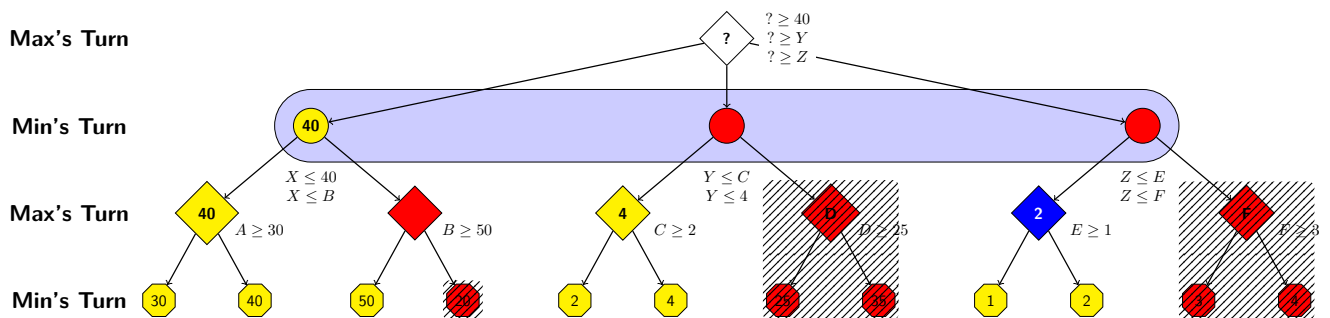 Max's Turn
?
? ≥ 40
? ≥ Y
? ≥ Z
Min's Turn
40
X ≤ 40
X ≤ B
Y ≤ C
Y ≤ 4
Z ≤ E
Z ≤ F
Max's Turn
40
A ≥ 30
B ≥ 50
4
C ≥ 2
D
D ≥ 25
2
E ≥ 1
F
F ≥ 3
Min's Turn
30
40
50
20
2
4
25
35
1
2
3
4